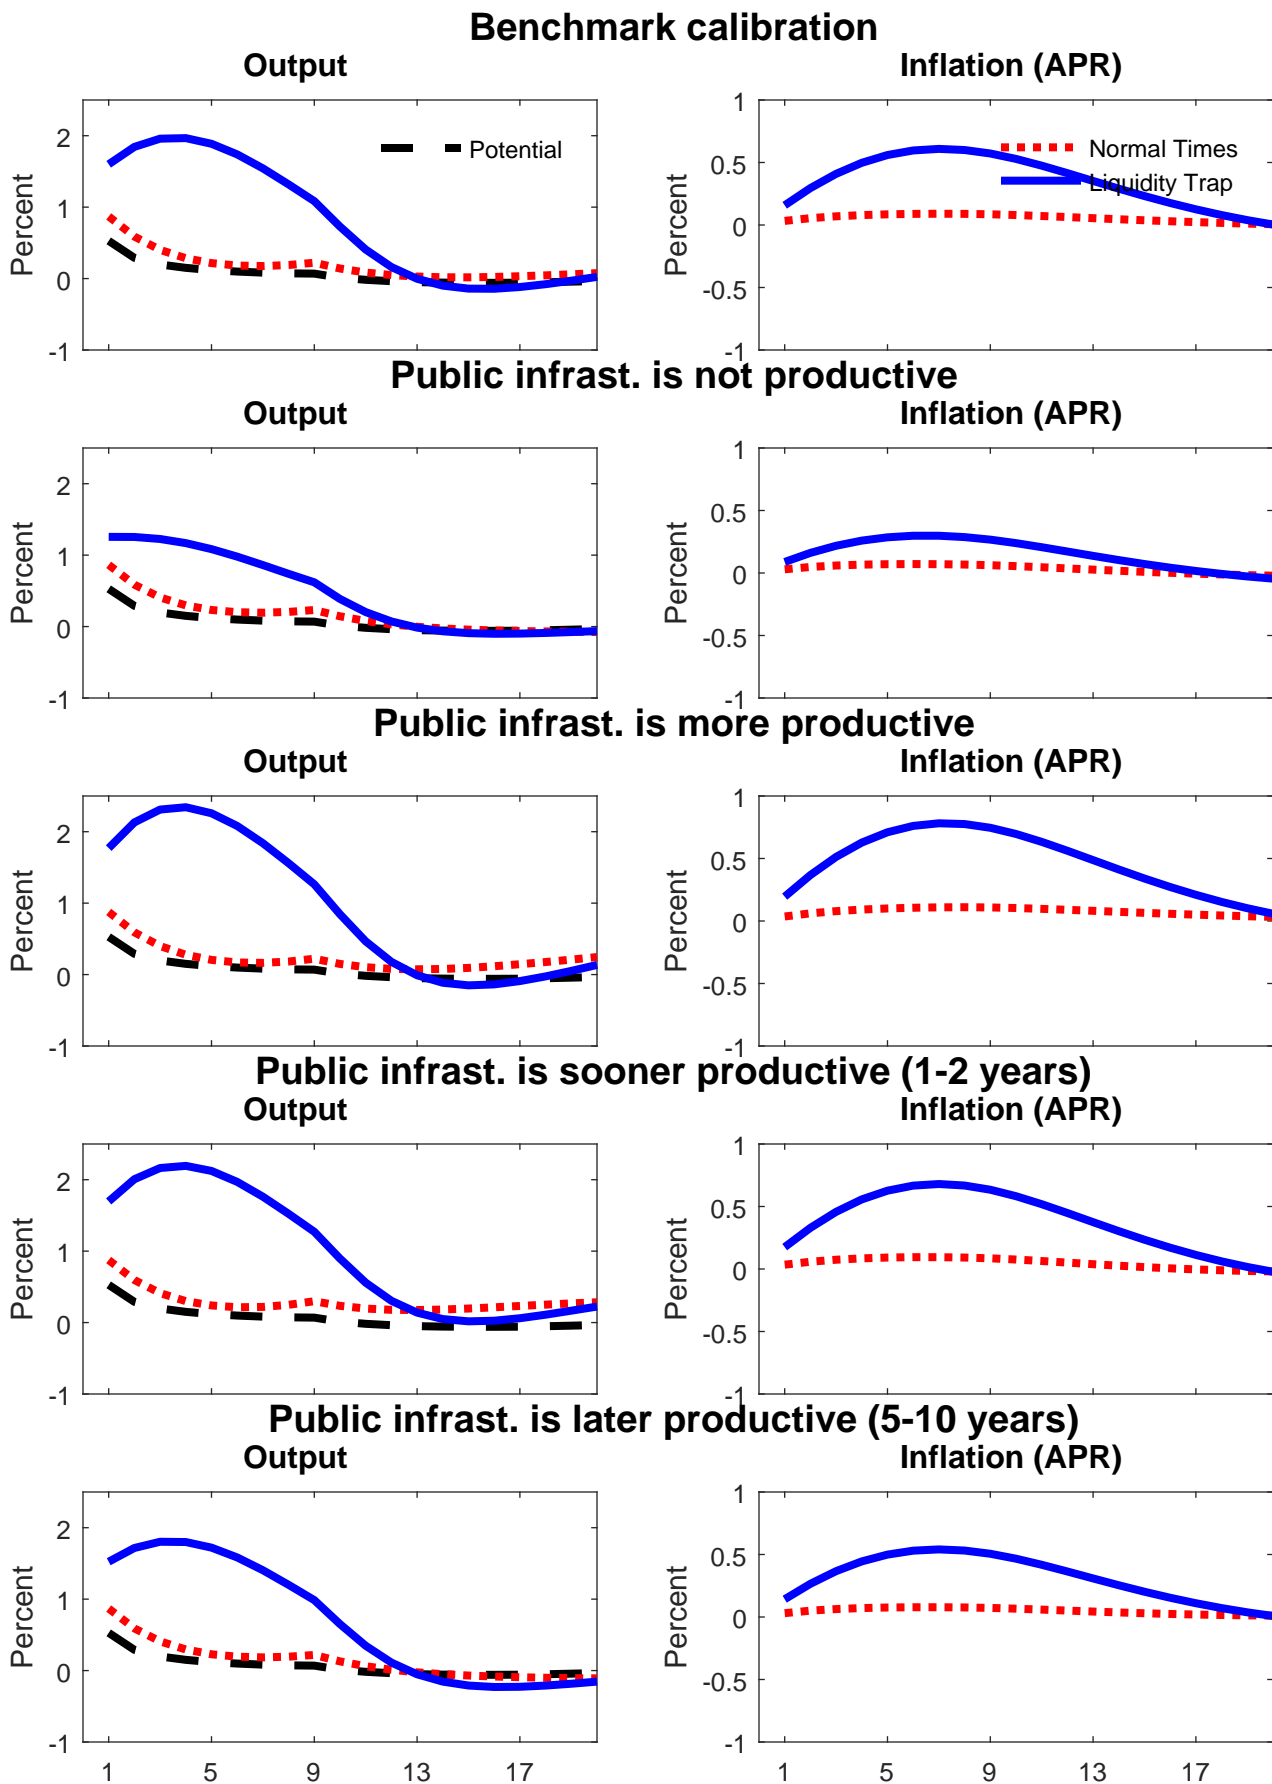 Benchmark calibration
Output
Inflation (APR)
2
1
0
-1
Percent
Potential
1
0.5
0
-0.5
-1
Percent
Normal Times
Liquidity Trap
Public infrast. is not productive
Output
Inflation (APR)
2
1
0
-1
Percent
1
0.5
0
-0.5
-1
Percent
Public infrast. is more productive
Output
Inflation (APR)
2
1
0
-1
Percent
1
0.5
0
-0.5
-1
Percent
Public infrast. is sooner productive (1-2 years)
Output
Inflation (APR)
2
1
0
-1
Percent
1
0.5
0
-0.5
-1
Percent
Public infrast. is later productive (5-10 years)
Output
Inflation (APR)
2
1
0
-1
Percent
1
0.5
0
-0.5
-1
Percent
1 5 9 13 17
1 5 9 13 17